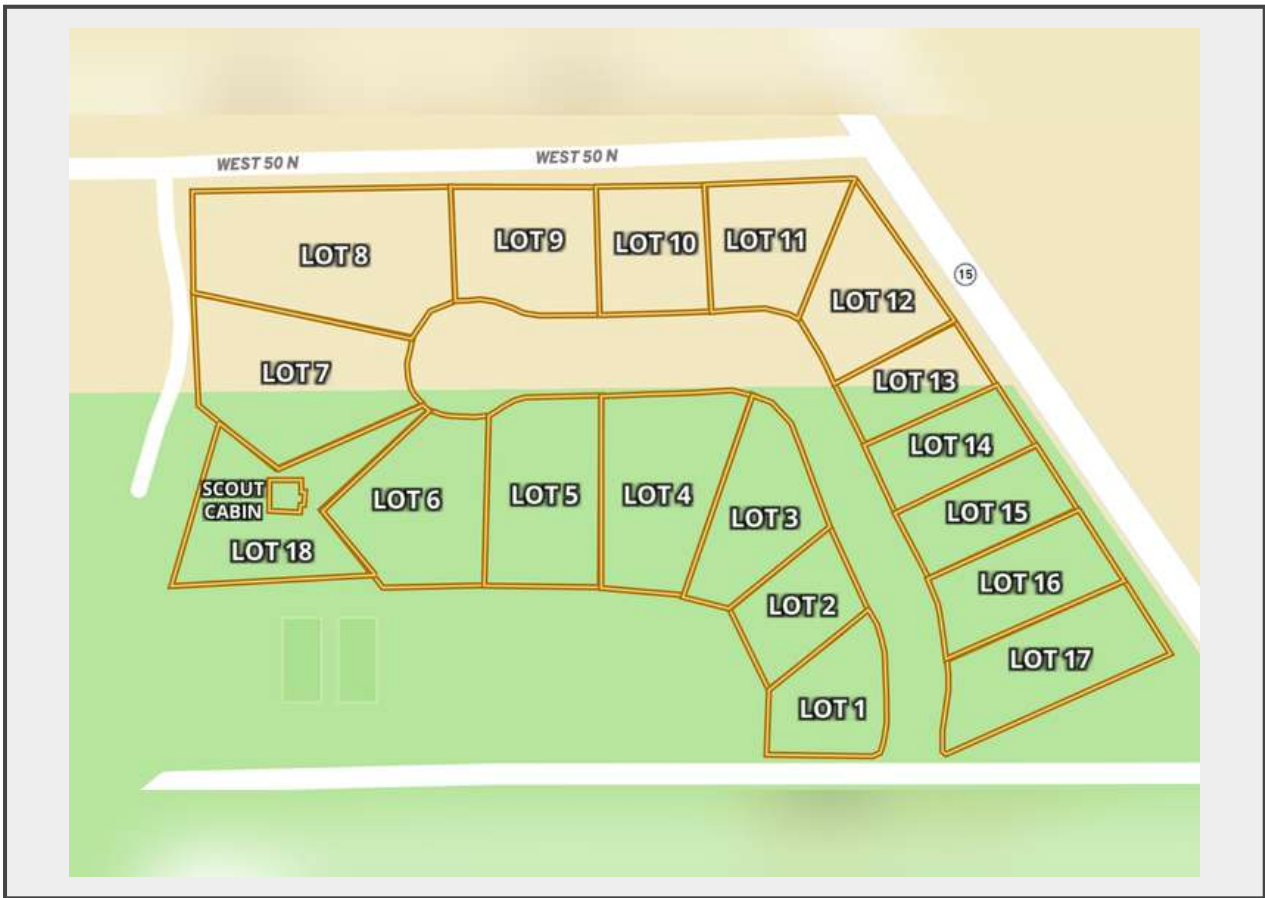 WEST 50 N
WEST 50 N
15
LOT 8
LOT 9
LOT 10
LOT 11
LOT 12
LOT 7
LOT 13
LOT 14
SCOUT
CABIN
LOT 18
LOT 6
LOT 5
LOT 4
LOT 3
LOT 15
LOT 2
LOT 16
LOT 1
LOT 17